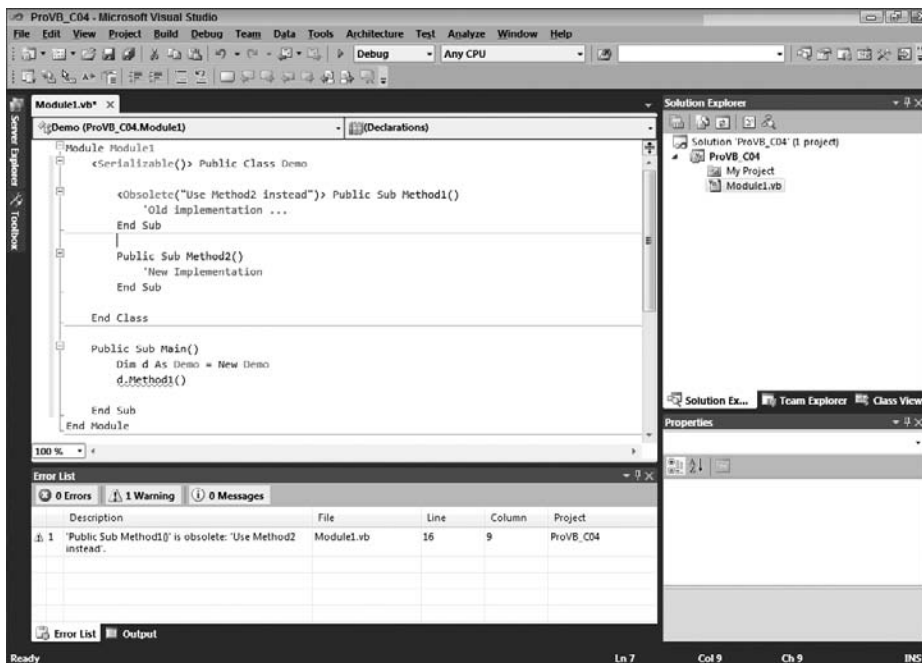 ProVB_C04 - Microsoft Visual Studio
File Edit View Project Build Debug Team Data Tools Architecture Test Analyze Window Help
Debug Any CPU
Server Explorer
Toolbox
Module1.vb* X
Demo (ProVB_C04.Module1) (Declarations)
Module Module1
<Serializable()> Public Class Demo
<Obsolete("Use Method2 instead")> Public Sub Method1()
'Old implementation ...
End Sub
Public Sub Method2()
'New Implementation
End Sub
End Class
Public Sub Main()
Dim d As Demo = New Demo
d.Method1()
End Sub
End Module
100 %
Error List
0 Errors 1 Warning 0 Messages
Description File Line Column Project
1 'Public Sub Method1()' is obsolete: 'Use Method2 Module1.vb 16 9 ProVB_C04
instead'.
Error List Output
Solution Explorer
Solution 'ProVB_C04' (1 project)
ProVB_C04
My Project
Module1.vb
Solution Ex... Team Explorer Class View
Properties
Ready Ln 7 Col 9 Ch 9 INS